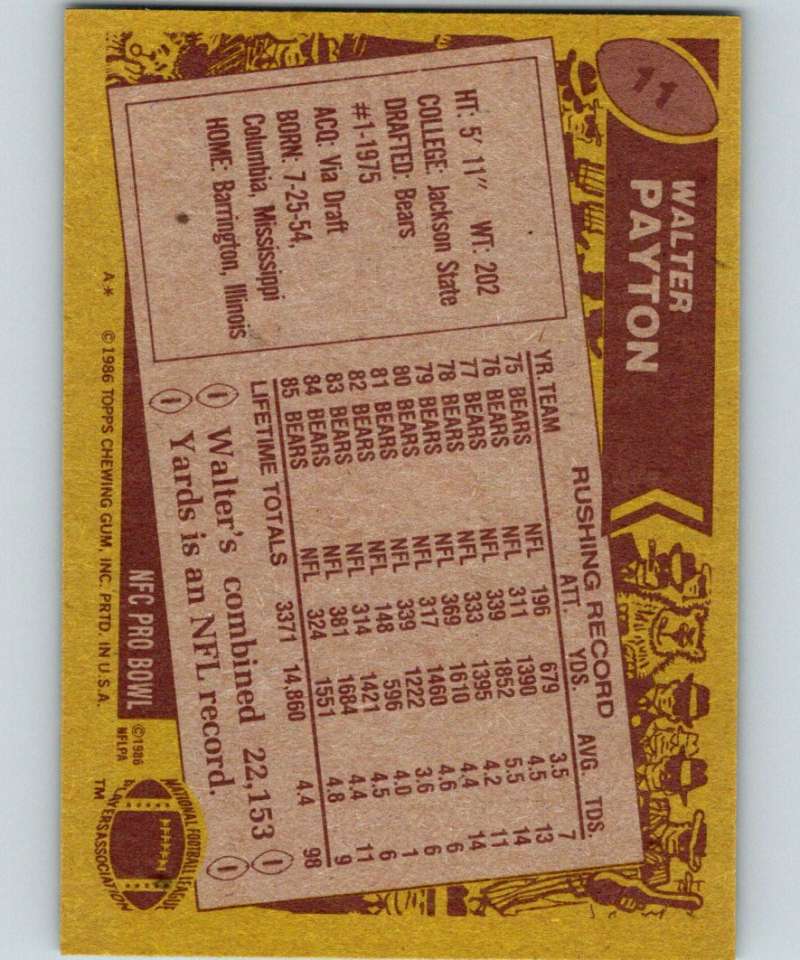 11
WALTER
PAYTON
HT: 5' 11" WT: 202
COLLEGE: Jackson State
DRAFTED: Bears
#1-1975
ACQ: Via Draft
BORN: 7-25-54,
Columbia, Mississippi
HOME: Barrington, Illinois
RUSHING RECORD
YR. TEAM ATT. YDS. AVG. TDS.
75 BEARS NFL 196 679 3.5 7
76 BEARS NFL 311 1390 4.5 13
77 BEARS NFL 339 1852 5.5 14
78 BEARS NFL 333 1395 4.2 11
79 BEARS NFL 369 1610 4.4 14
80 BEARS NFL 317 1460 4.6 6
81 BEARS NFL 339 1222 3.6 6
82 BEARS NFL 148 596 4.0 1
83 BEARS NFL 314 1421 4.5 6
84 BEARS NFL 381 1684 4.4 11
85 BEARS NFL 324 1551 4.8 9
LIFETIME TOTALS 3371 14,860 4.4 98
Walter's combined 22,153
Yards is an NFL record.
NFC PRO BOWL
A* ©1986 TOPPS CHEWING GUM, INC. PRTD. IN U.S.A.
©1986
NFLPA
NATIONAL FOOTBALL LEAGUE
PLAYERS ASSOCIATION
TM